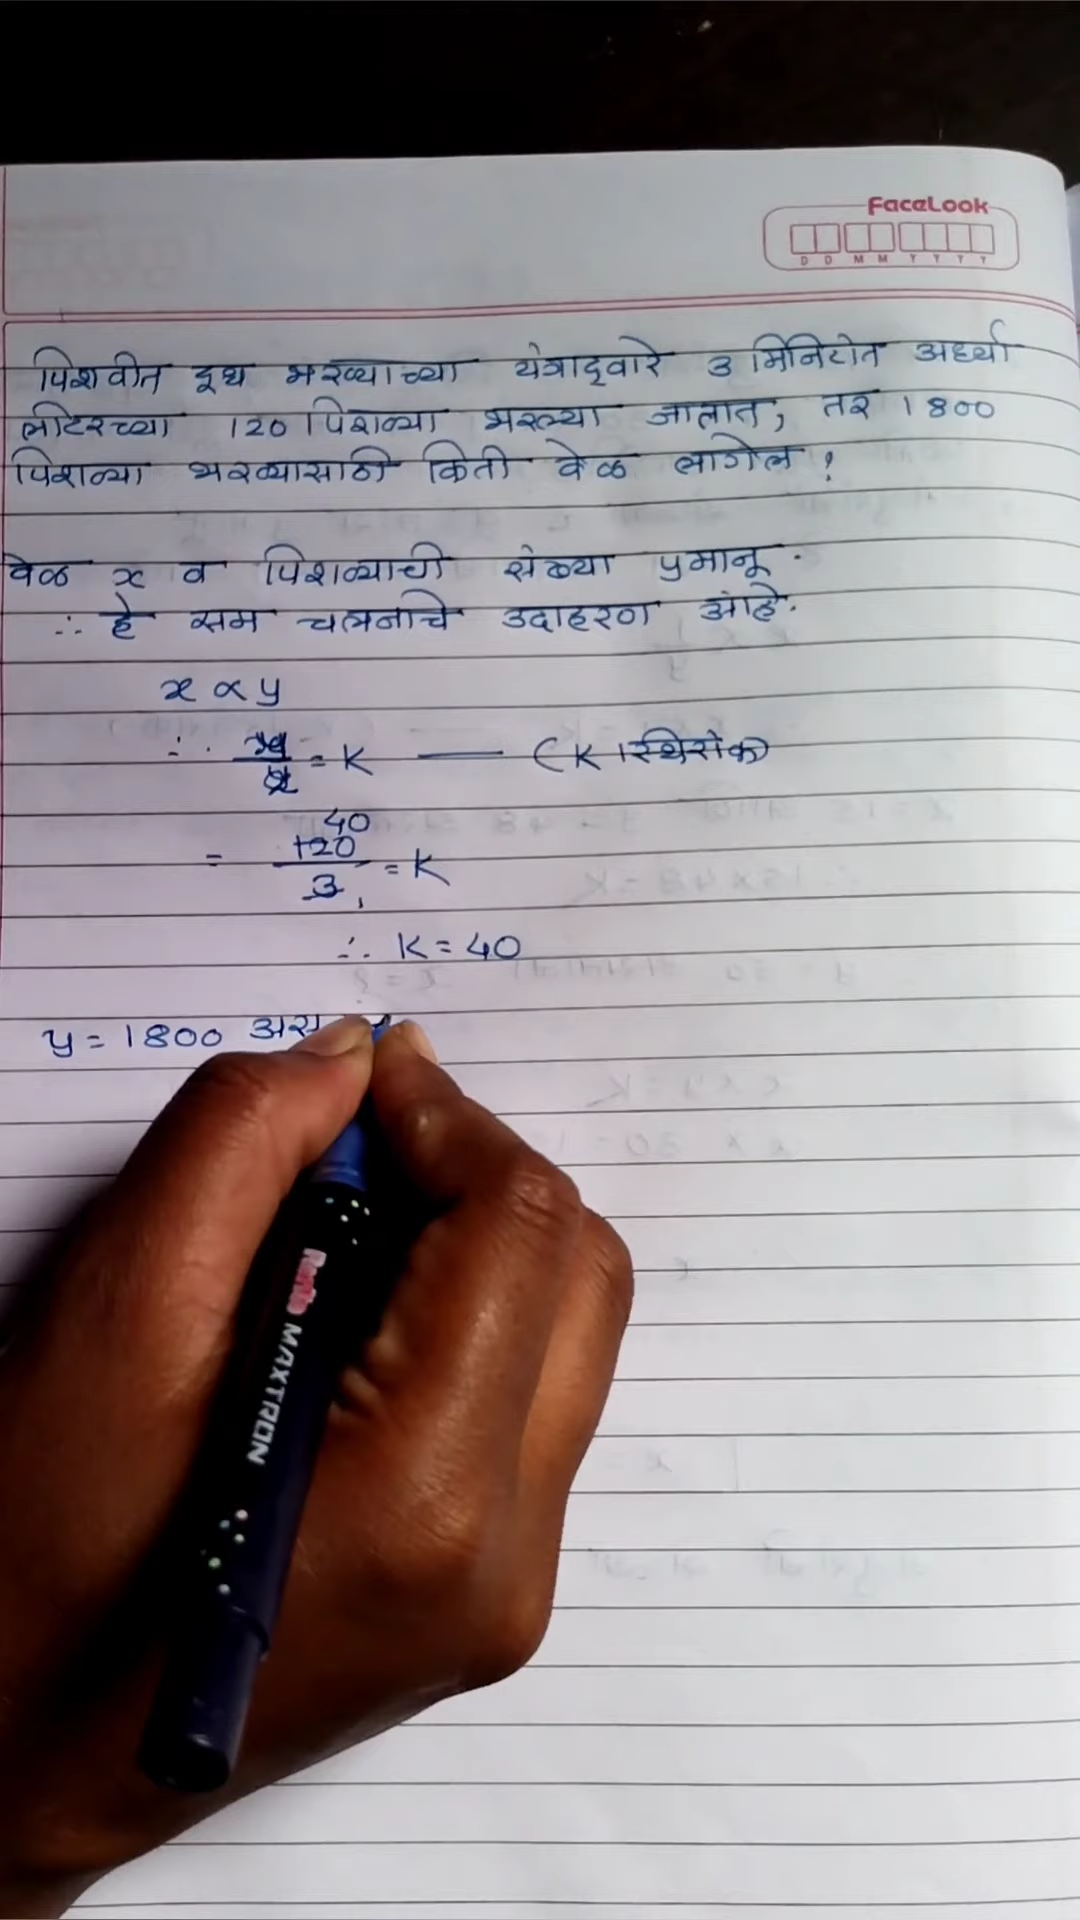 FaceLook
D D M M Y Y Y Y
पिशवीत दूध भरण्याच्या यंत्राद्वारे 3 मिनिटांत अर्ध्या
लीटरच्या 120 पिशव्या भरल्या जातात, तर 1800
पिशव्या भरण्यासाठी किती वेळ लागेल?
वेळ x व पिशव्याची संख्या y मानू.
∴ हे सम चलनाचे उदाहरण आहे.
x ∝ y
∴ y/x = K — (K स्थिरांक)
40
= 120/3 = K
1
∴ K = 40
y = 1800
MAXTRON